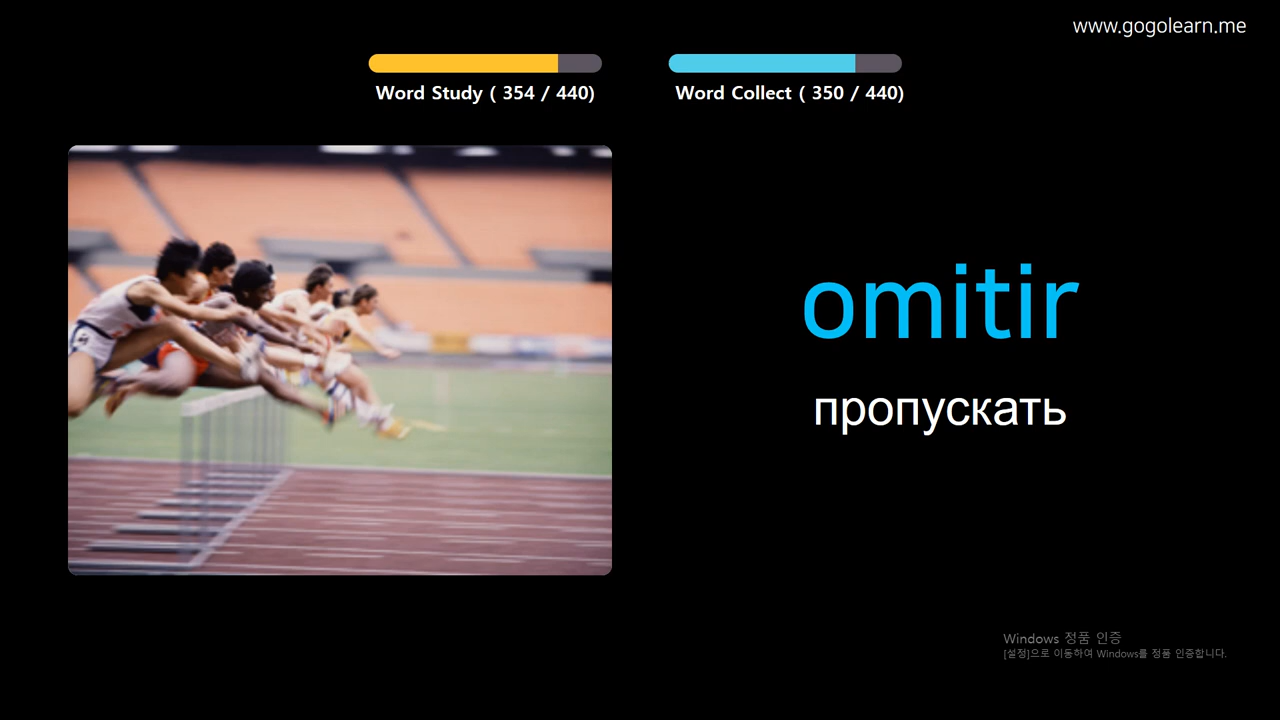 www.gogolearn.me
Word Study ( 354 / 440)
Word Collect ( 350 / 440)
omitir
пропускать
Windows 정품 인증
[설정]으로 이동하여 Windows를 정품 인증합니다.